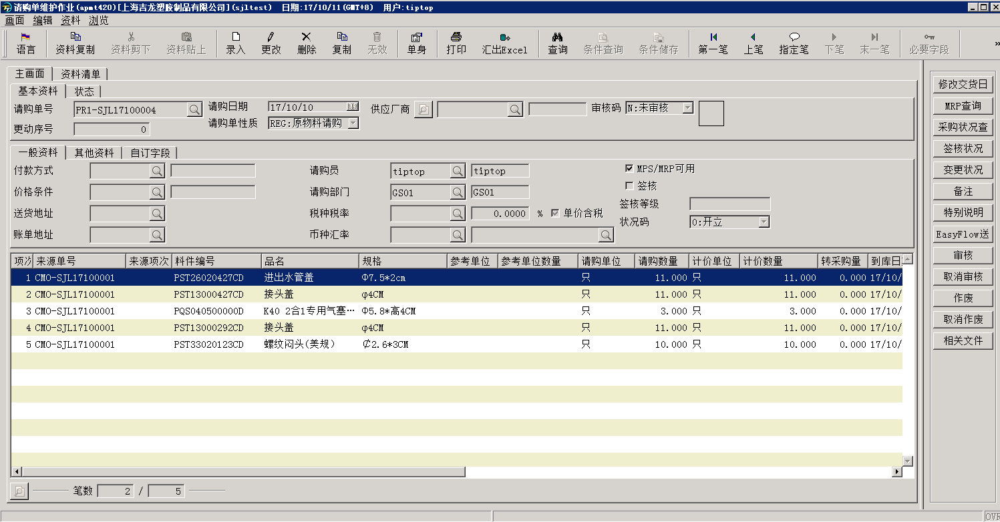 请购单维护作业(apmt420)[上海吉龙塑胶制品有限公司](sjltest) 日期:17/10/11(GMT+8) 用户:tiptop
画面 编辑 资料 浏览
语言 资料复制 资料剪下 资料贴上 录入 更改 删除 复制 无效 单身 打印 汇出Excel 查询 条件查询 条件储存 第一笔 上笔 指定笔 下笔 末一笔 必要字段 »
主画面 资料清单
基本资料 状态
请购单号 PR1-SJL17100004 请购日期 17/10/10 供应厂商 审核码 N:未审核
更动序号 0 请购单性质 REG:原物料请购
一般资料 其他资料 自订字段
付款方式 请购员 tiptop tiptop MPS/MRP可用
签核
价格条件 请购部门 GS01 GS01
签核等级
送货地址 税种税率 0.0000 % 单价含税
状况码 0:开立
账单地址 币种汇率
项次 来源单号 来源项次 料件编号 品名 规格 参考单位 参考单位数量 请购单位 请购数量 计价单位 计价数量 转采购量 到库日
1 CMO-SJL17100001 PST26020427CD 进出水管盖 Φ7.5*2cm 只 11.000 只 11.000 0.000 17/10/
2 CMO-SJL17100001 PST13000427CD 接头盖 φ4CM 只 11.000 只 11.000 0.000 17/10/
3 CMO-SJL17100001 PQS040500000D K40 2合1专用气塞… Φ5.8*高4CM 只 3.000 只 3.000 0.000 17/10/
4 CMO-SJL17100001 PST13000292CD 接头盖 φ4CM 只 11.000 只 11.000 0.000 17/10/
5 CMO-SJL17100001 PST33020123CD 螺纹闷头(美规) ⊄2.6*3CM 只 10.000 只 10.000 0.000 17/10/
笔数 2 / 5
修改交货日
MRP查询
采购状况查
签核状况
变更状况
备注
特别说明
EasyFlow送
审核
取消审核
作废
取消作废
相关文件
OVR